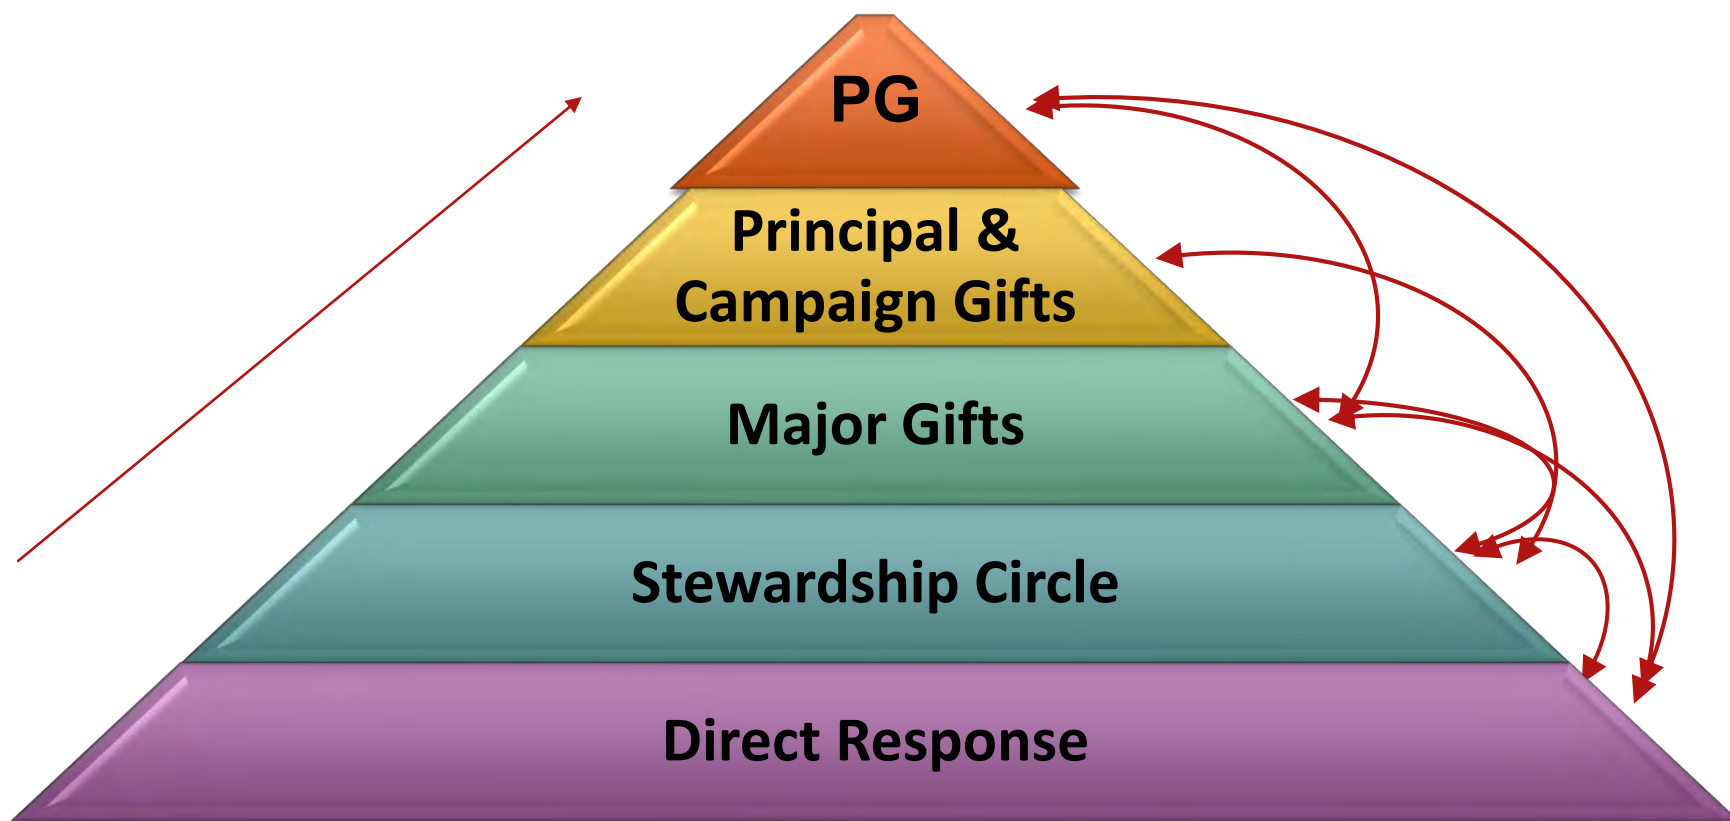 PG
Principal &
Campaign Gifts
Major Gifts
Stewardship Circle
Direct Response